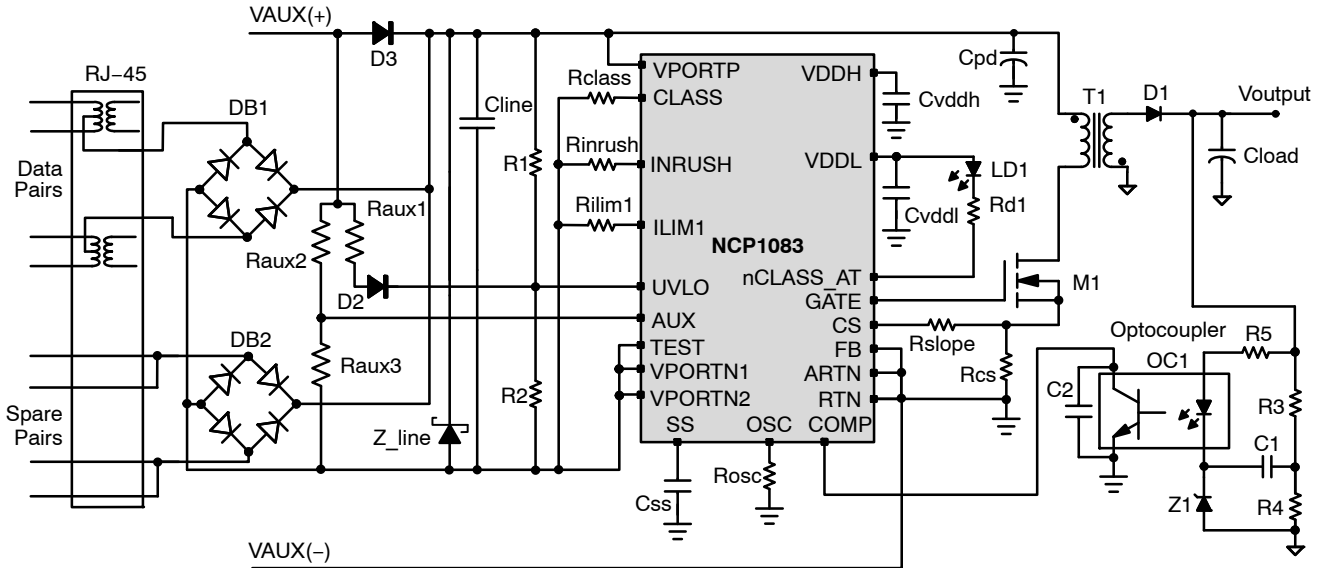 VAUX(+)
D3
RJ−45
DB1
Data
Pairs
Cline
R1
Rclass
Rinrush
Rilim1
Raux1
Raux2
D2
DB2
Raux3
Spare
Pairs
Z_line
R2
VPORTP
CLASS
INRUSH
ILIM1
NCP1083
UVLO
AUX
TEST
VPORTN1
VPORTN2
SS
OSC
COMP
VDDH
VDDL
nCLASS_AT
GATE
CS
FB
ARTN
RTN
Css
Rosc
Cpd
Cvddh
Cvddl
LD1
Rd1
T1
D1
Voutput
Cload
M1
Rslope
Rcs
Optocoupler
OC1
C2
R5
R3
C1
Z1
R4
VAUX(−)